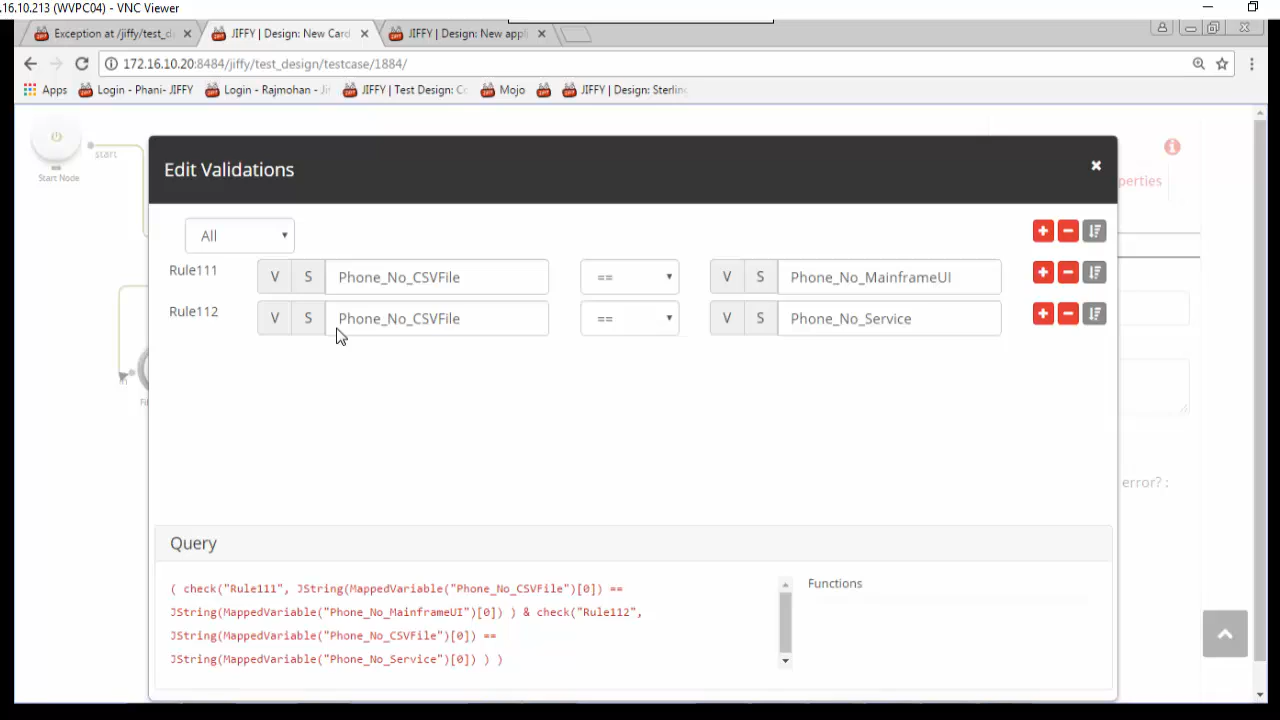 .16.10.213 (WVPC04) - VNC Viewer
Exception at /jiffy/test_d
JIFFY | Design: New Card
JIFFY | Design: New appl
172.16.10.20:8484/jiffy/test_design/testcase/1884/
Apps Login - Phani- JIFFY Login - Rajmohan - JIFFY | Test Design: Mojo JIFFY | Design: Sterling
start
Start Node
Edit Validations
perties
All
Rule111 V S Phone_No_CSVFile == V S Phone_No_MainframeUI
Rule112 V S Phone_No_CSVFile == V S Phone_No_Service
in
error? :
Query
( check("Rule111", JString(MappedVariable("Phone_No_CSVFile")[0]) ==
JString(MappedVariable("Phone_No_MainframeUI")[0]) ) & check("Rule112",
JString(MappedVariable("Phone_No_CSVFile")[0]) ==
JString(MappedVariable("Phone_No_Service")[0]) ) )
Functions